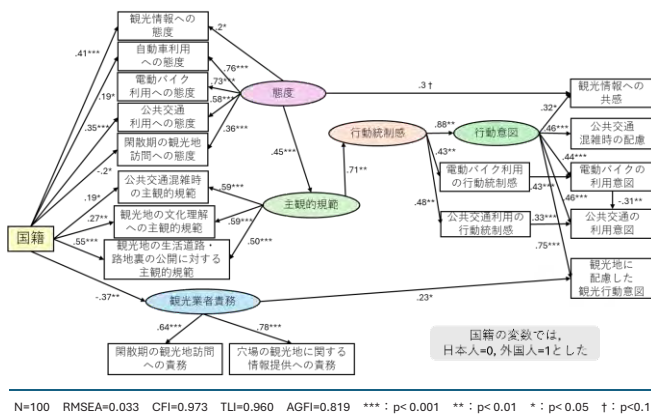 観光情報への
態度
自動車利用
への態度
電動バイク
利用への態度
公共交通
利用への態度
閑散期の観光地
訪問への態度
公共交通混雑時
の主観的規範
観光地の文化理解
への主観的規範
観光地の生活道路・
路地裏の公開に対する
主観的規範
国籍
.41***
.19*
.35***
-.2*
.19*
.27**
.55***
-.37**
.2*
.76***
.73***
.58***
.36***
態度
.45***
.3 †
主観的規範
.59***
.59***
.50***
.71**
行動統制感
.88**
.43**
.48**
電動バイク利用
の行動統制感
公共交通利用の
行動統制感
行動意図
.32*
.46***
.44***
.43***
.46***
.33***
-.31**
.75***
観光情報への
共感
公共交通
混雑時の配慮
電動バイクの
利用意図
公共交通の
利用意図
観光地に
配慮した
観光行動意図
観光業者責務
.23*
.64***
.78***
閑散期の観光地訪問
への責務
穴場の観光地に関する
情報提供への責務
国籍の変数では,
日本人=0, 外国人=1とした
N=100 RMSEA=0.033 CFI=0.973 TLI=0.960 AGFI=0.819 ***：p< 0.001 **：p< 0.01 *：p< 0.05 †：p<0.1